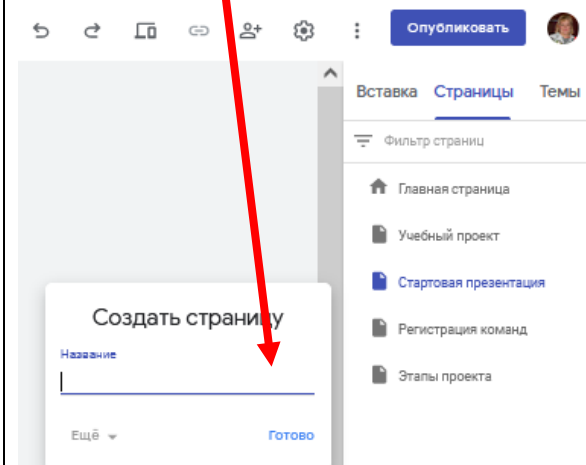 Опубликовать
Вставка Страницы Темы
Фильтр страниц
Главная страница
Учебный проект
Стартовая презентация
Регистрация команд
Этапы проекта
Создать страницу
Название
Ещё
Готово